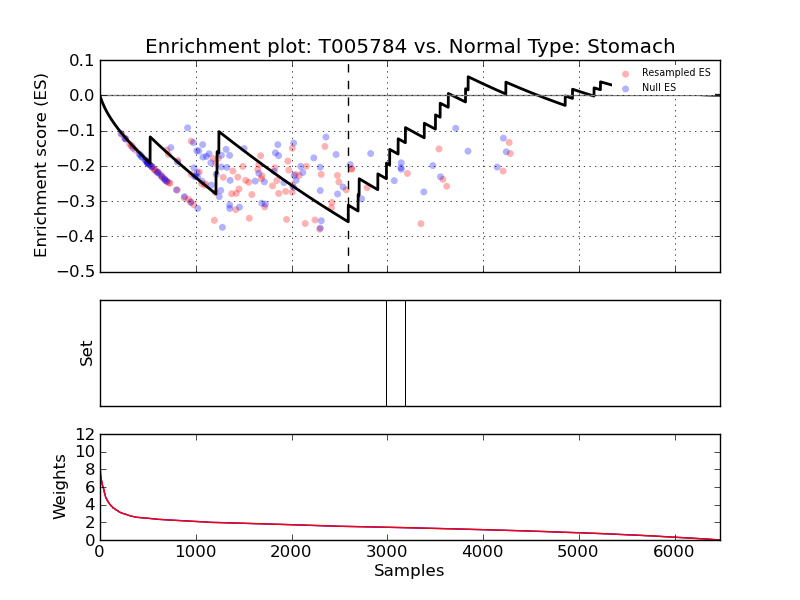 Enrichment plot: T005784 vs. Normal Type: Stomach
Enrichment score (ES)
0.1
0.0
−0.1
−0.2
−0.3
−0.4
−0.5
Resampled ES
Null ES
Set
Weights
12
10
8
6
4
2
0
0 1000 2000 3000 4000 5000 6000
Samples